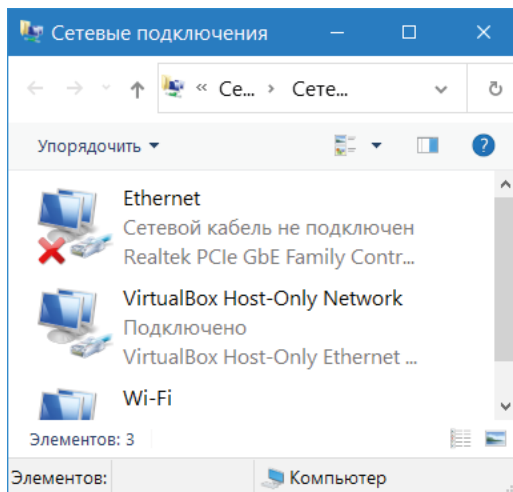 Сетевые подключения
« Се... › Сете...
Упорядочить
Ethernet
Сетевой кабель не подключен
Realtek PCIe GbE Family Contr...
VirtualBox Host-Only Network
Подключено
VirtualBox Host-Only Ethernet ...
Wi-Fi
Элементов: 3
Элементов: Компьютер